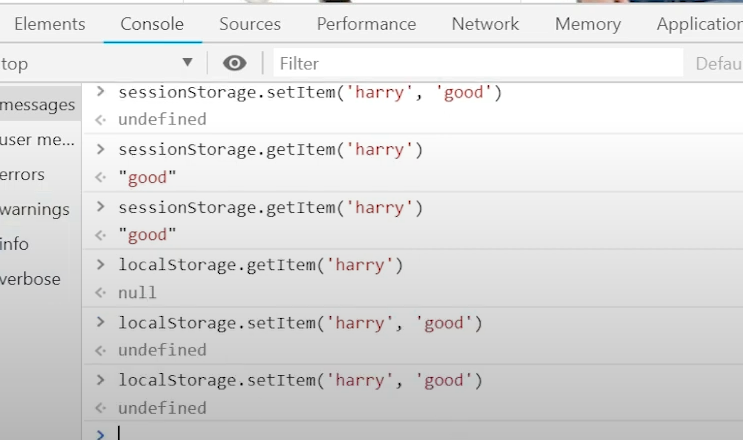 Elements Console Sources Performance Network Memory Application
top Filter Defau
messages
user me...
errors
warnings
info
verbose
> sessionStorage.setItem('harry', 'good')
<· undefined
> sessionStorage.getItem('harry')
<· "good"
> sessionStorage.getItem('harry')
<· "good"
> localStorage.getItem('harry')
<· null
> localStorage.setItem('harry', 'good')
<· undefined
> localStorage.setItem('harry', 'good')
<· undefined
>